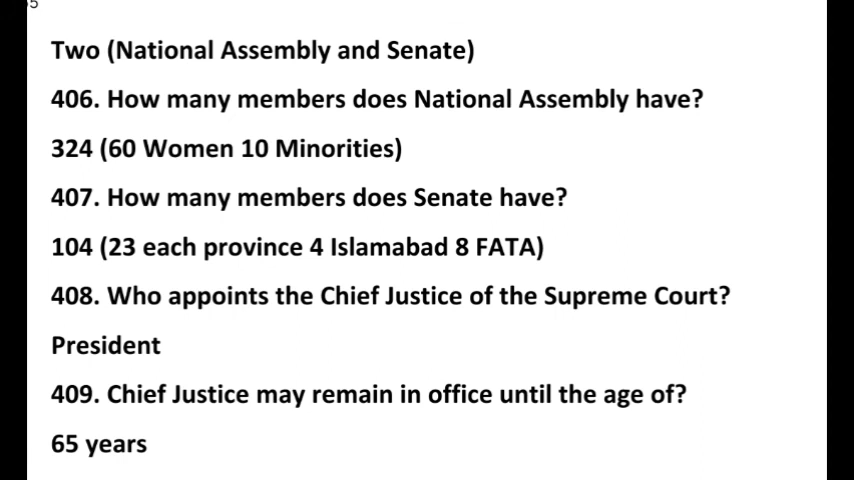 Two (National Assembly and Senate)
406. How many members does National Assembly have?
324 (60 Women 10 Minorities)
407. How many members does Senate have?
104 (23 each province 4 Islamabad 8 FATA)
408. Who appoints the Chief Justice of the Supreme Court?
President
409. Chief Justice may remain in office until the age of?
65 years